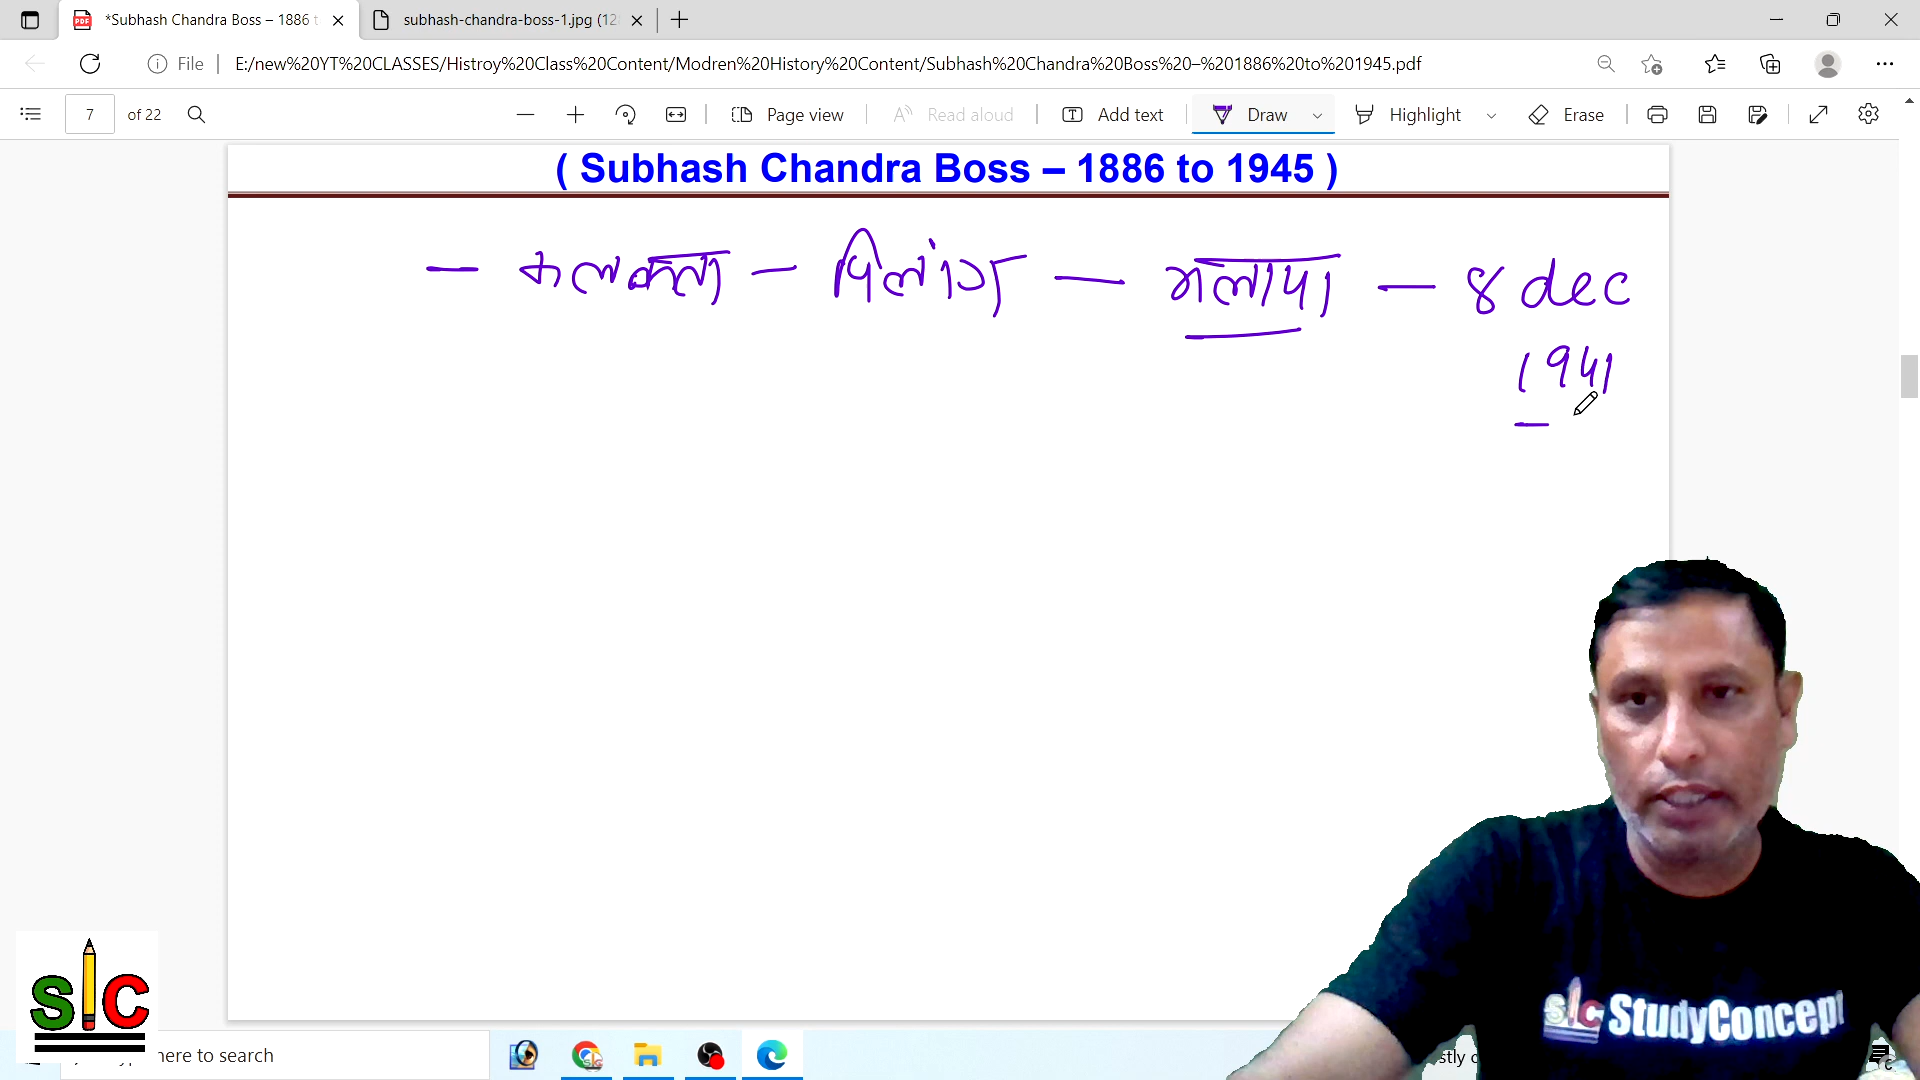 *Subhash Chandra Boss – 1886 t
subhash-chandra-boss-1.jpg (12
File
E:/new%20YT%20CLASSES/Histroy%20Class%20Content/Modren%20History%20Content/Subhash%20Chandra%20Boss%20–%201886%20to%201945.pdf
7 of 22
Page view
Read aloud
Add text
Draw
Highlight
Erase
( Subhash Chandra Boss – 1886 to 1945 )
— कलकत्ता — शिलांग — मलाया — 8 dec
1941
SIC
StudyConcept
here to search